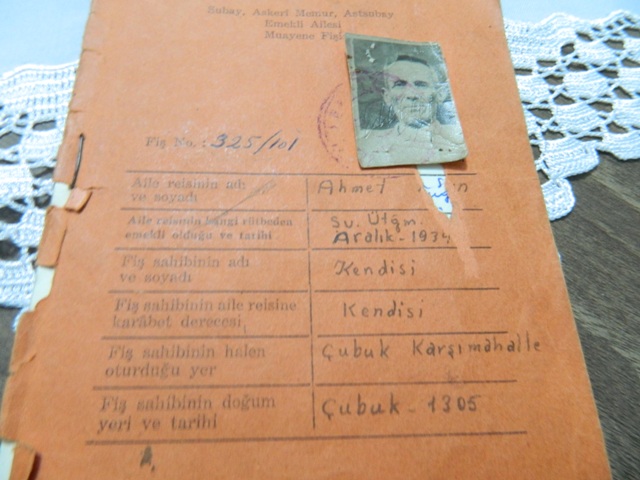 Subay, Askerî Memur, Astsubay
Emekli Ailesi
Muayene Fişi
Fiş No.: 325/101
Aile reisinin adı ve soyadı
Ahmet
Aile reisinin hangi rütbeden emekli olduğu ve tarihi
Sv. Ütğm.
Aralık - 1934
Fiş sahibinin adı ve soyadı
Kendisi
Fiş sahibinin aile reisine karâbet derecesi
Kendisi
Fiş sahibinin halen oturduğu yer
Çubuk Karşımahalle
Fiş sahibinin doğum yeri ve tarihi
Çubuk - 1305